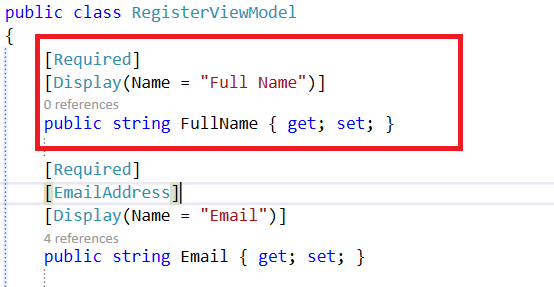 public class RegisterViewModel
{
[Required]
[Display(Name = "Full Name")]
0 references
public string FullName { get; set; }
[Required]
[EmailAddress]
[Display(Name = "Email")]
4 references
public string Email { get; set; }